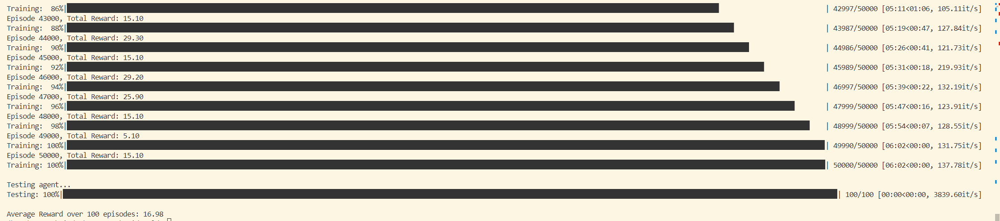 Training:  86%| | 42997/50000 [05:11<01:06, 105.11it/s]
Episode 43000, Total Reward: 15.10
Training:  88%| | 43987/50000 [05:19<00:47, 127.84it/s]
Episode 44000, Total Reward: 29.30
Training:  90%| | 44986/50000 [05:26<00:41, 121.73it/s]
Episode 45000, Total Reward: 15.10
Training:  92%| | 45989/50000 [05:31<00:18, 219.93it/s]
Episode 46000, Total Reward: 29.20
Training:  94%| | 46997/50000 [05:39<00:22, 132.19it/s]
Episode 47000, Total Reward: 25.90
Training:  96%| | 47999/50000 [05:47<00:16, 123.91it/s]
Episode 48000, Total Reward: 15.10
Training:  98%| | 48999/50000 [05:54<00:07, 128.55it/s]
Episode 49000, Total Reward: 5.10
Training: 100%| | 49990/50000 [06:02<00:00, 131.75it/s]
Episode 50000, Total Reward: 15.10
Training: 100%| | 50000/50000 [06:02<00:00, 137.78it/s]
Testing agent...
Testing: 100%| | 100/100 [00:00<00:00, 3839.60it/s]
Average Reward over 100 episodes: 16.98